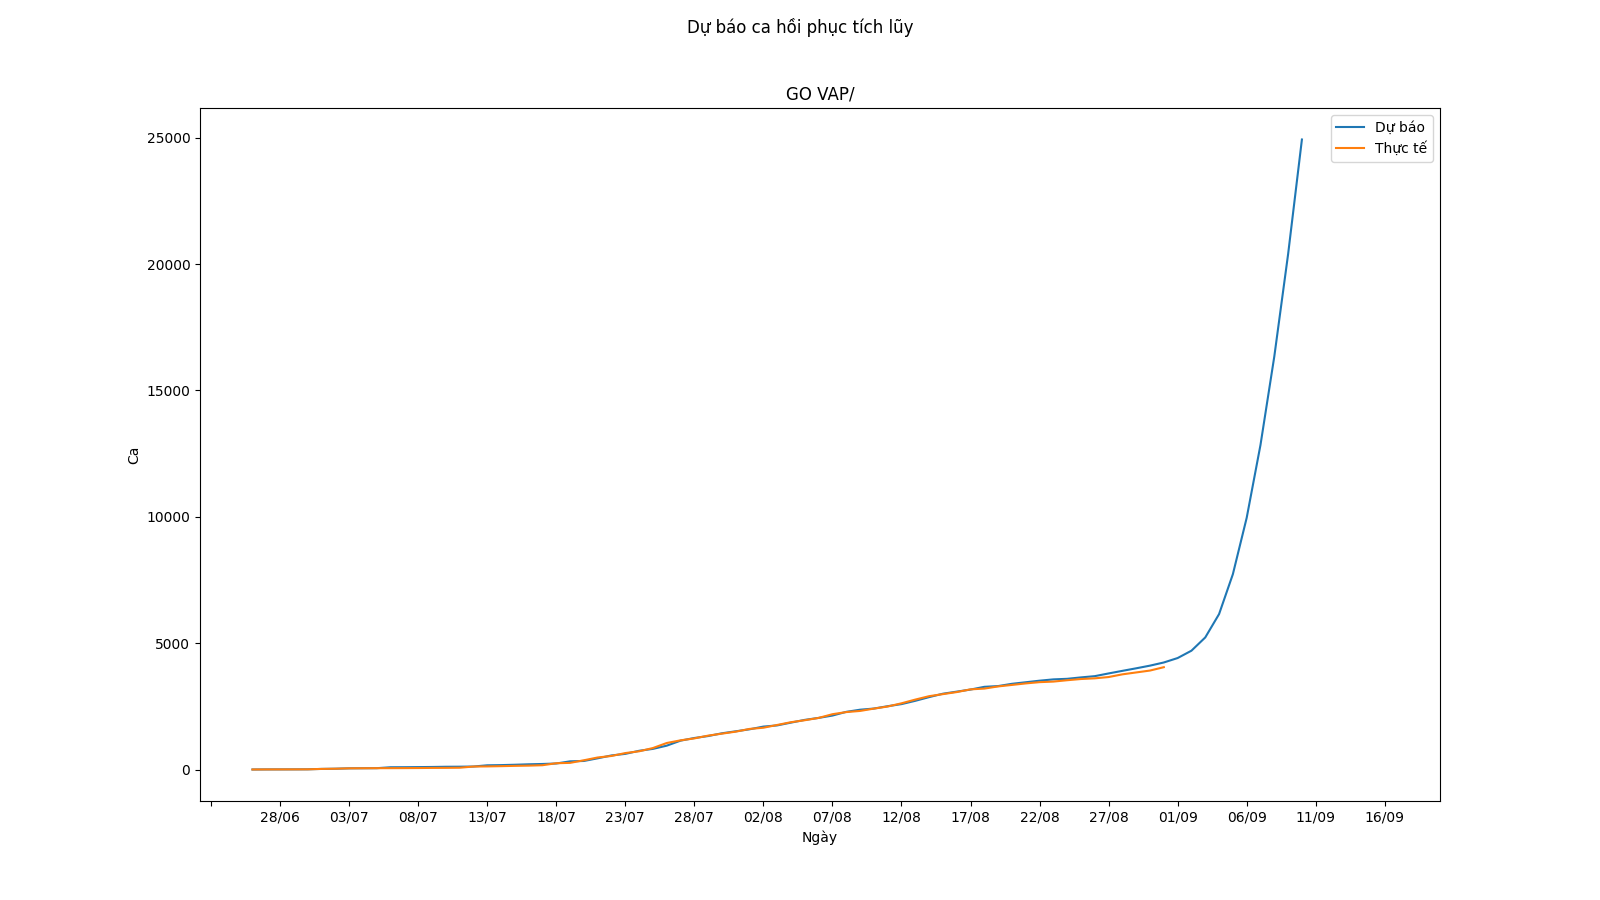 Dự báo ca hồi phục tích lũy
GO VAP/
Dự báo
Thực tế
25000
20000
15000
10000
5000
0
Ca
28/06 03/07 08/07 13/07 18/07 23/07 28/07 02/08 07/08 12/08 17/08 22/08 27/08 01/09 06/09 11/09 16/09
Ngày